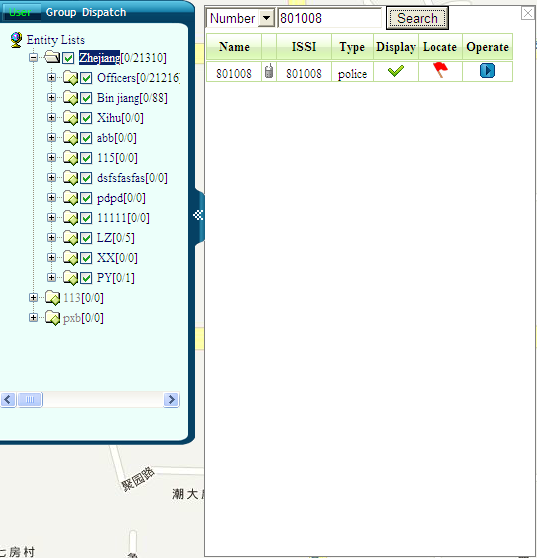 User Group Dispatch
Entity Lists
Zhejiang[0/21310]
Officers[0/21216
Bin jiang[0/88]
Xihu[0/0]
abb[0/0]
115[0/0]
dsfsfasfas[0/0]
pdpd[0/0]
11111[0/0]
LZ[0/5]
XX[0/0]
PY[0/1]
113[0/0]
pxb[0/0]
Number 801008 Search
Name ISSI Type Display Locate Operate
801008 801008 police
聚园路
潮大
七房村